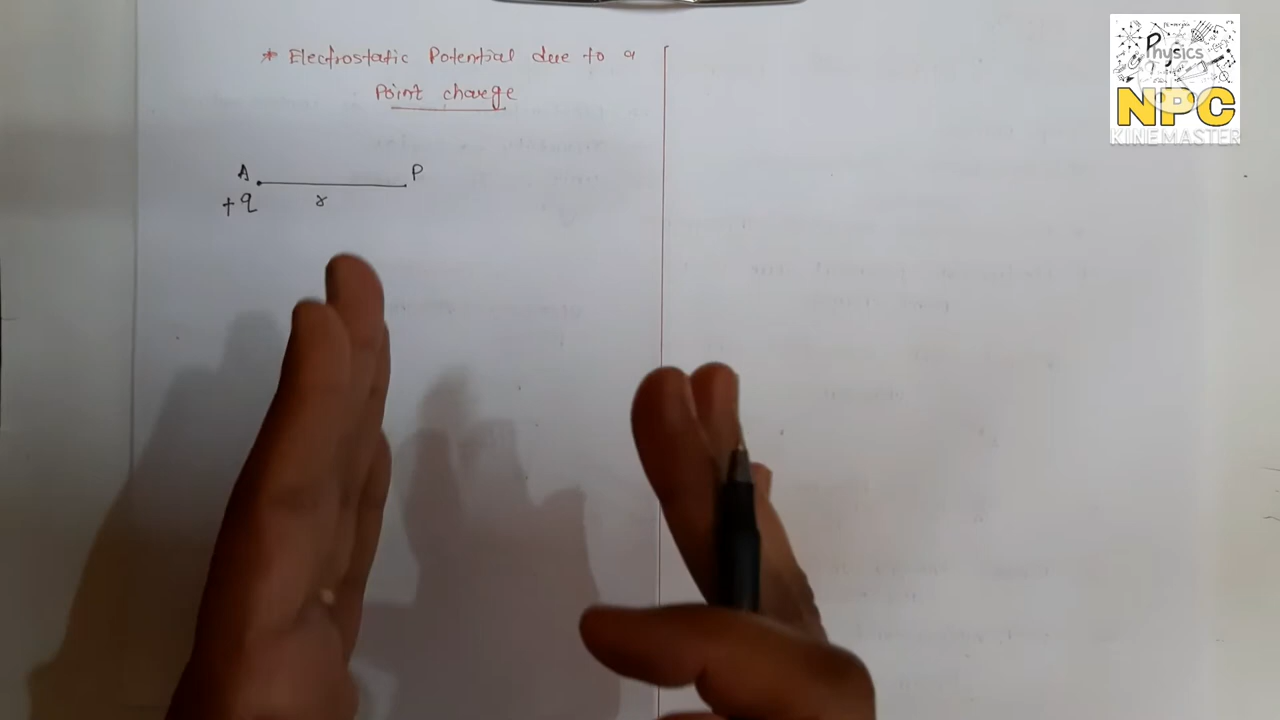 * Electrostatic Potential due to a
Point charge
A
P
+q
r
Physics
NPC
KINEMASTER